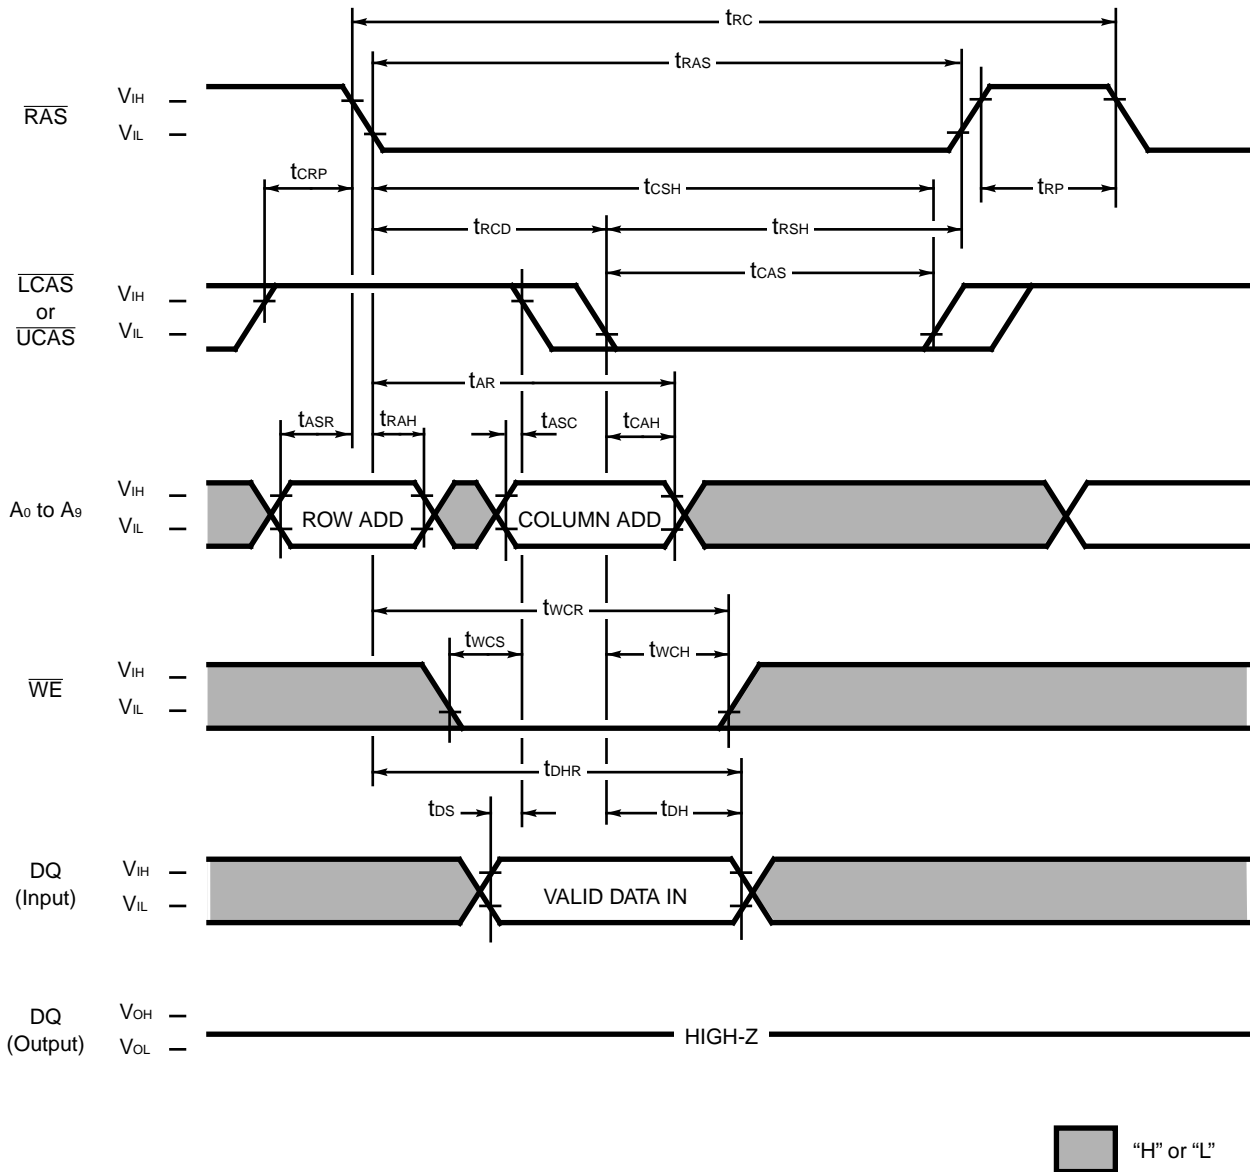 tRC
tRAS
RAS
VIH
VIL
tCRP
tCSH
tRP
tRCD
tRSH
tCAS
LCAS
or
UCAS
VIH
VIL
tAR
tASR
tRAH
tASC
tCAH
A0 to A9
VIH
VIL
ROW ADD
COLUMN ADD
tWCR
tWCS
tWCH
WE
VIH
VIL
tDHR
tDS
tDH
DQ
(Input)
VIH
VIL
VALID DATA IN
DQ
(Output)
VOH
VOL
HIGH-Z
“H” or “L”